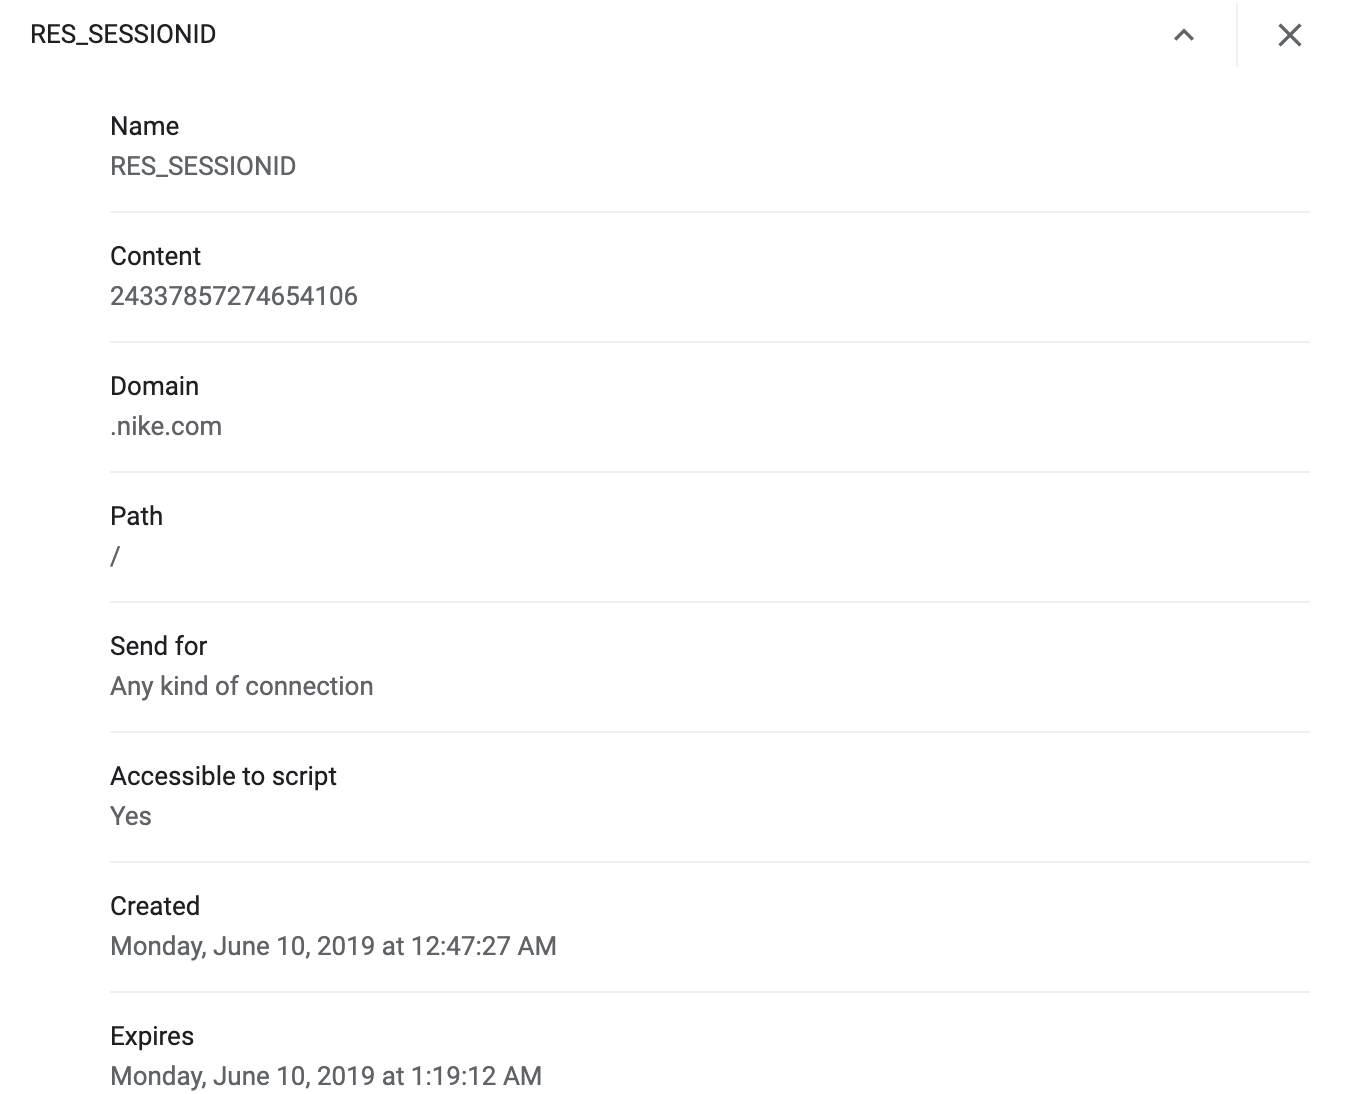 RES_SESSIONID
Name
RES_SESSIONID
Content
24337857274654106
Domain
.nike.com
Path
/
Send for
Any kind of connection
Accessible to script
Yes
Created
Monday, June 10, 2019 at 12:47:27 AM
Expires
Monday, June 10, 2019 at 1:19:12 AM